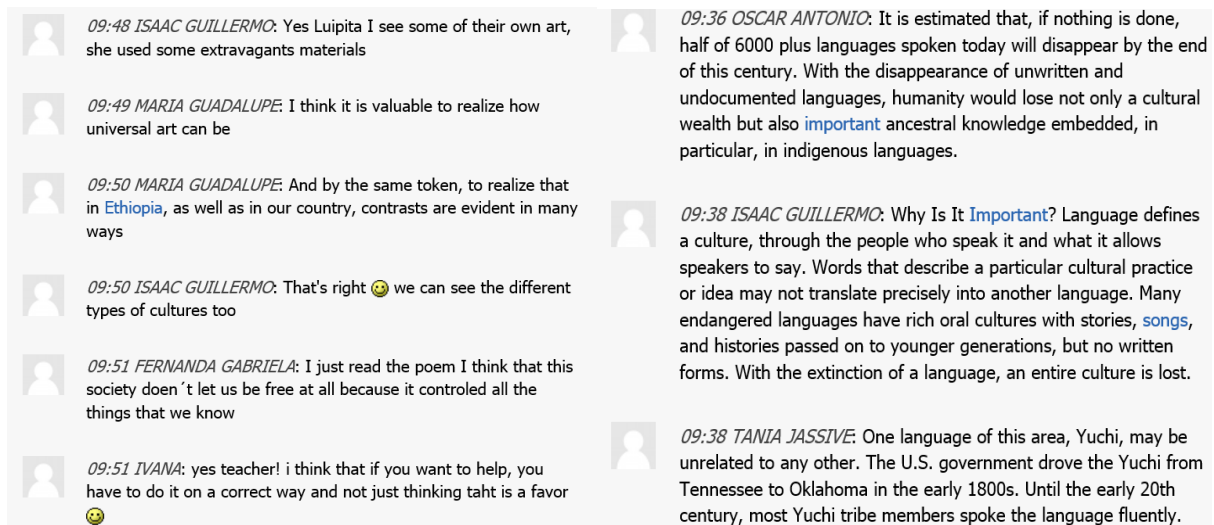 09:48 ISAAC GUILLERMO: Yes Luipita I see some of their own art,
she used some extravagants materials
09:49 MARIA GUADALUPE: I think it is valuable to realize how
universal art can be
09:50 MARIA GUADALUPE: And by the same token, to realize that
in Ethiopia, as well as in our country, contrasts are evident in many
ways
09:50 ISAAC GUILLERMO: That's right we can see the different
types of cultures too
09:51 FERNANDA GABRIELA: I just read the poem I think that this
society doen´t let us be free at all because it controled all the
things that we know
09:51 IVANA: yes teacher! i think that if you want to help, you
have to do it on a correct way and not just thinking taht is a favor
09:36 OSCAR ANTONIO: It is estimated that, if nothing is done,
half of 6000 plus languages spoken today will disappear by the end
of this century. With the disappearance of unwritten and
undocumented languages, humanity would lose not only a cultural
wealth but also important ancestral knowledge embedded, in
particular, in indigenous languages.
09:38 ISAAC GUILLERMO: Why Is It Important? Language defines
a culture, through the people who speak it and what it allows
speakers to say. Words that describe a particular cultural practice
or idea may not translate precisely into another language. Many
endangered languages have rich oral cultures with stories, songs,
and histories passed on to younger generations, but no written
forms. With the extinction of a language, an entire culture is lost.
09:38 TANIA JASSIVE: One language of this area, Yuchi, may be
unrelated to any other. The U.S. government drove the Yuchi from
Tennessee to Oklahoma in the early 1800s. Until the early 20th
century, most Yuchi tribe members spoke the language fluently.